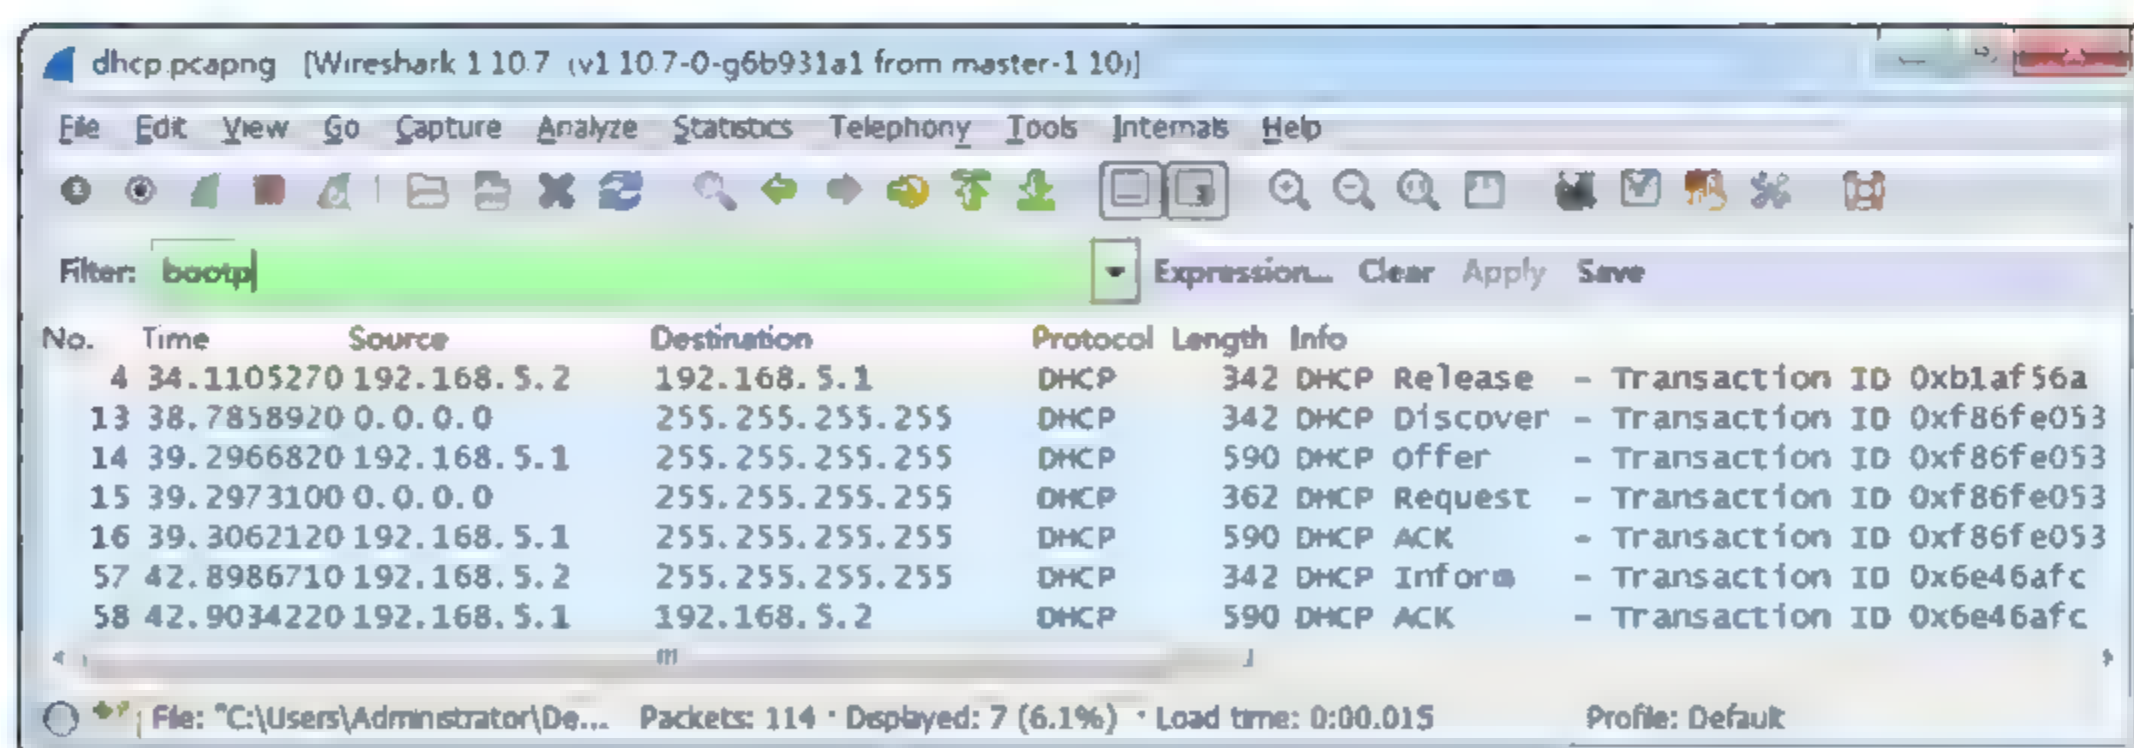 dhcp.pcapng [Wireshark 1.10.7 (v1.10.7-0-g6b931a1 from master-1.10)]
File Edit View Go Capture Analyze Statistics Telephony Tools Internals Help
Filter: bootp Expression... Clear Apply Save
No. Time Source Destination Protocol Length Info
4 34.1105270 192.168.5.2 192.168.5.1 DHCP 342 DHCP Release - Transaction ID 0xb1af56a
13 38.7858920 0.0.0.0 255.255.255.255 DHCP 342 DHCP Discover - Transaction ID 0xf86fe053
14 39.2966820 192.168.5.1 255.255.255.255 DHCP 590 DHCP Offer - Transaction ID 0xf86fe053
15 39.2973100 0.0.0.0 255.255.255.255 DHCP 362 DHCP Request - Transaction ID 0xf86fe053
16 39.3062120 192.168.5.1 255.255.255.255 DHCP 590 DHCP ACK - Transaction ID 0xf86fe053
57 42.8986710 192.168.5.2 255.255.255.255 DHCP 342 DHCP Inform - Transaction ID 0x6e46afc
58 42.9034220 192.168.5.1 192.168.5.2 DHCP 590 DHCP ACK - Transaction ID 0x6e46afc
File: "C:\Users\Administrator\De... Packets: 114 · Displayed: 7 (6.1%) · Load time: 0:00.015 Profile: Default